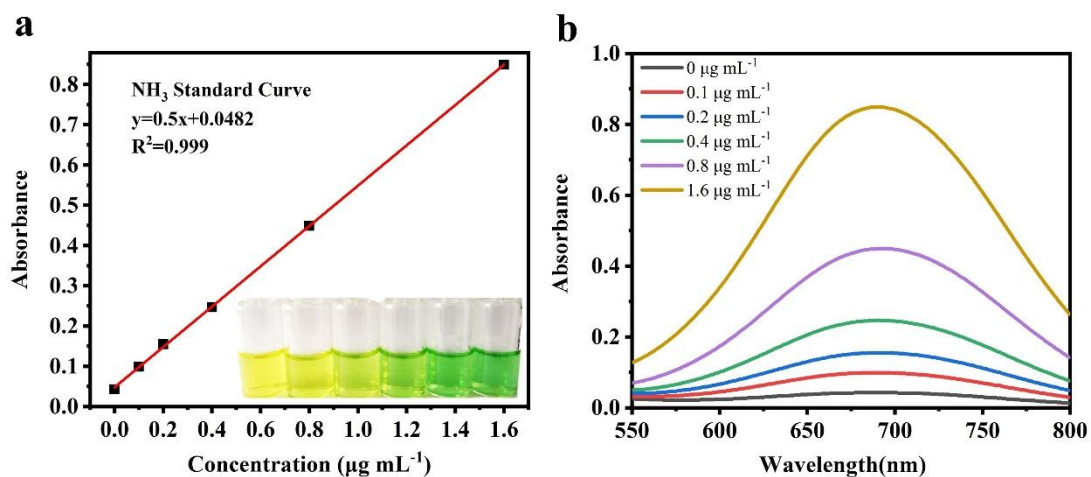 a
NH₃ Standard Curve
y=0.5x+0.0482
R²=0.999
Absorbance
0.8
0.7
0.6
0.5
0.4
0.3
0.2
0.1
0.0
0.0 0.2 0.4 0.6 0.8 1.0 1.2 1.4 1.6
Concentration (μg mL⁻¹)
b
0 μg mL⁻¹
0.1 μg mL⁻¹
0.2 μg mL⁻¹
0.4 μg mL⁻¹
0.8 μg mL⁻¹
1.6 μg mL⁻¹
Absorbance
1.0
0.8
0.6
0.4
0.2
0.0
550 600 650 700 750 800
Wavelength(nm)